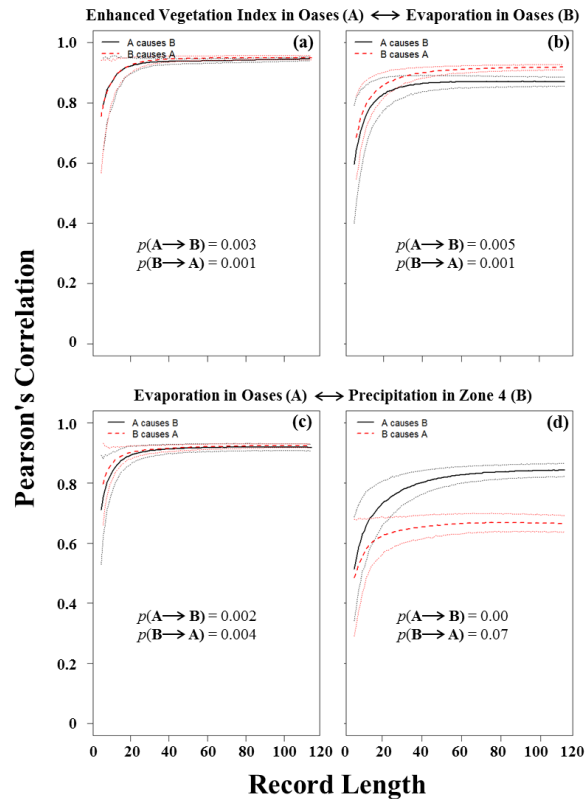 Enhanced Vegetation Index in Oases (A) ⟷ Evaporation in Oases (B)
A causes B
B causes A
(a)
A causes B
B causes A
(b)
1.0
0.8
0.6
0.4
0.2
0
p(A→B) = 0.003
p(B→A) = 0.001
p(A→B) = 0.005
p(B→A) = 0.001
Pearson's Correlation
Evaporation in Oases (A) ⟷ Precipitation in Zone 4 (B)
A causes B
B causes A
(c)
A causes B
B causes A
(d)
1.0
0.8
0.6
0.4
0.2
0
p(A→B) = 0.002
p(B→A) = 0.004
p(A→B) = 0.00
p(B→A) = 0.07
0 20 40 60 80 100 120
0 20 40 60 80 100 120
Record Length